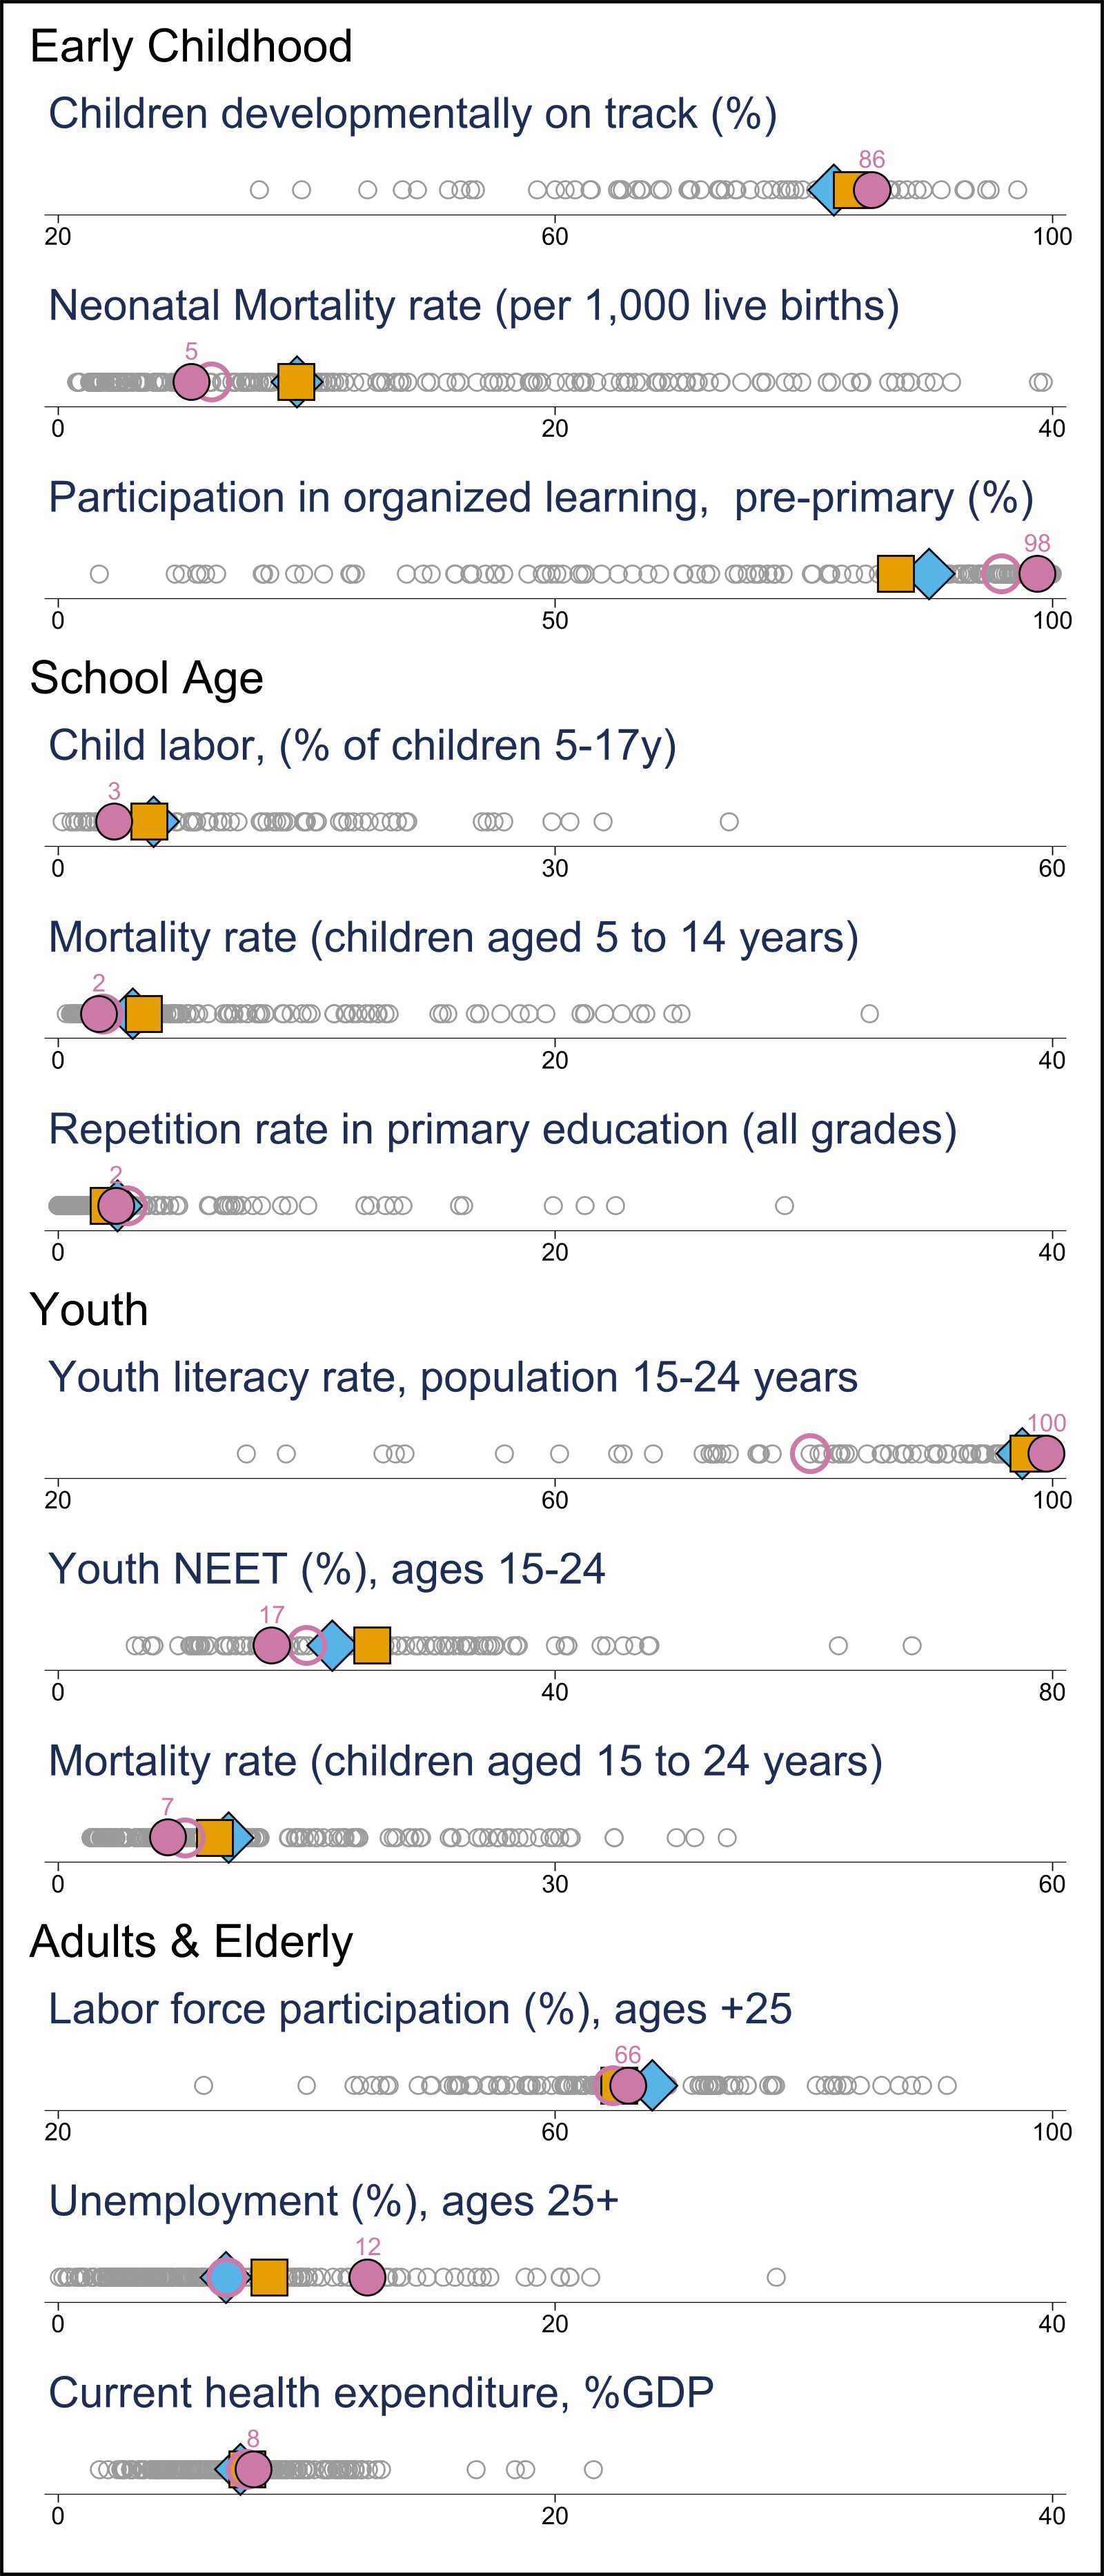 Early Childhood
Children developmentally on track (%)
86
20 60 100
Neonatal Mortality rate (per 1,000 live births)
5
0 20 40
Participation in organized learning,  pre-primary (%)
98
0 50 100
School Age
Child labor, (% of children 5-17y)
3
0 30 60
Mortality rate (children aged 5 to 14 years)
2
0 20 40
Repetition rate in primary education (all grades)
2
0 20 40
Youth
Youth literacy rate, population 15-24 years
100
20 60 100
Youth NEET (%), ages 15-24
17
0 40 80
Mortality rate (children aged 15 to 24 years)
7
0 30 60
Adults & Elderly
Labor force participation (%), ages +25
66
20 60 100
Unemployment (%), ages 25+
12
0 20 40
Current health expenditure, %GDP
8
0 20 40